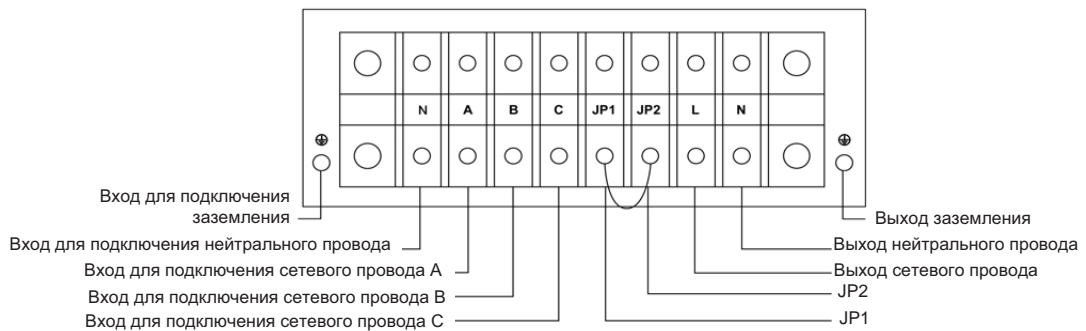 N A B C JP1 JP2 L N
Вход для подключения
заземления
Вход для подключения нейтрального провода
Вход для подключения сетевого провода A
Вход для подключения сетевого провода B
Вход для подключения сетевого провода C
Выход заземления
Выход нейтрального провода
Выход сетевого провода
JP2
JP1